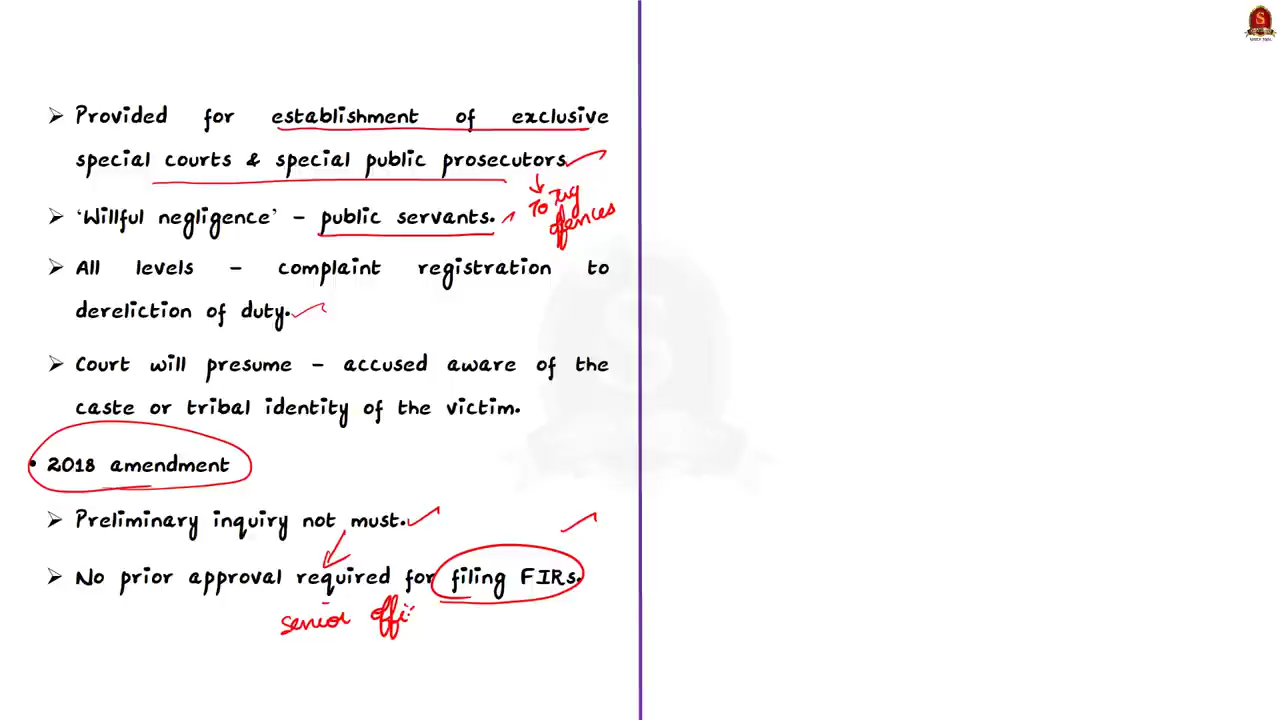 ➢ Provided for establishment of exclusive
special courts & special public prosecutors
To try
offences
➢ 'Willful negligence' – public servants.
➢ All levels – complaint registration to
dereliction of duty.
➢ Court will presume – accused aware of the
caste or tribal identity of the victim.
• 2018 amendment
➢ Preliminary inquiry not must.
➢ No prior approval required for filing FIRs.
senior offi